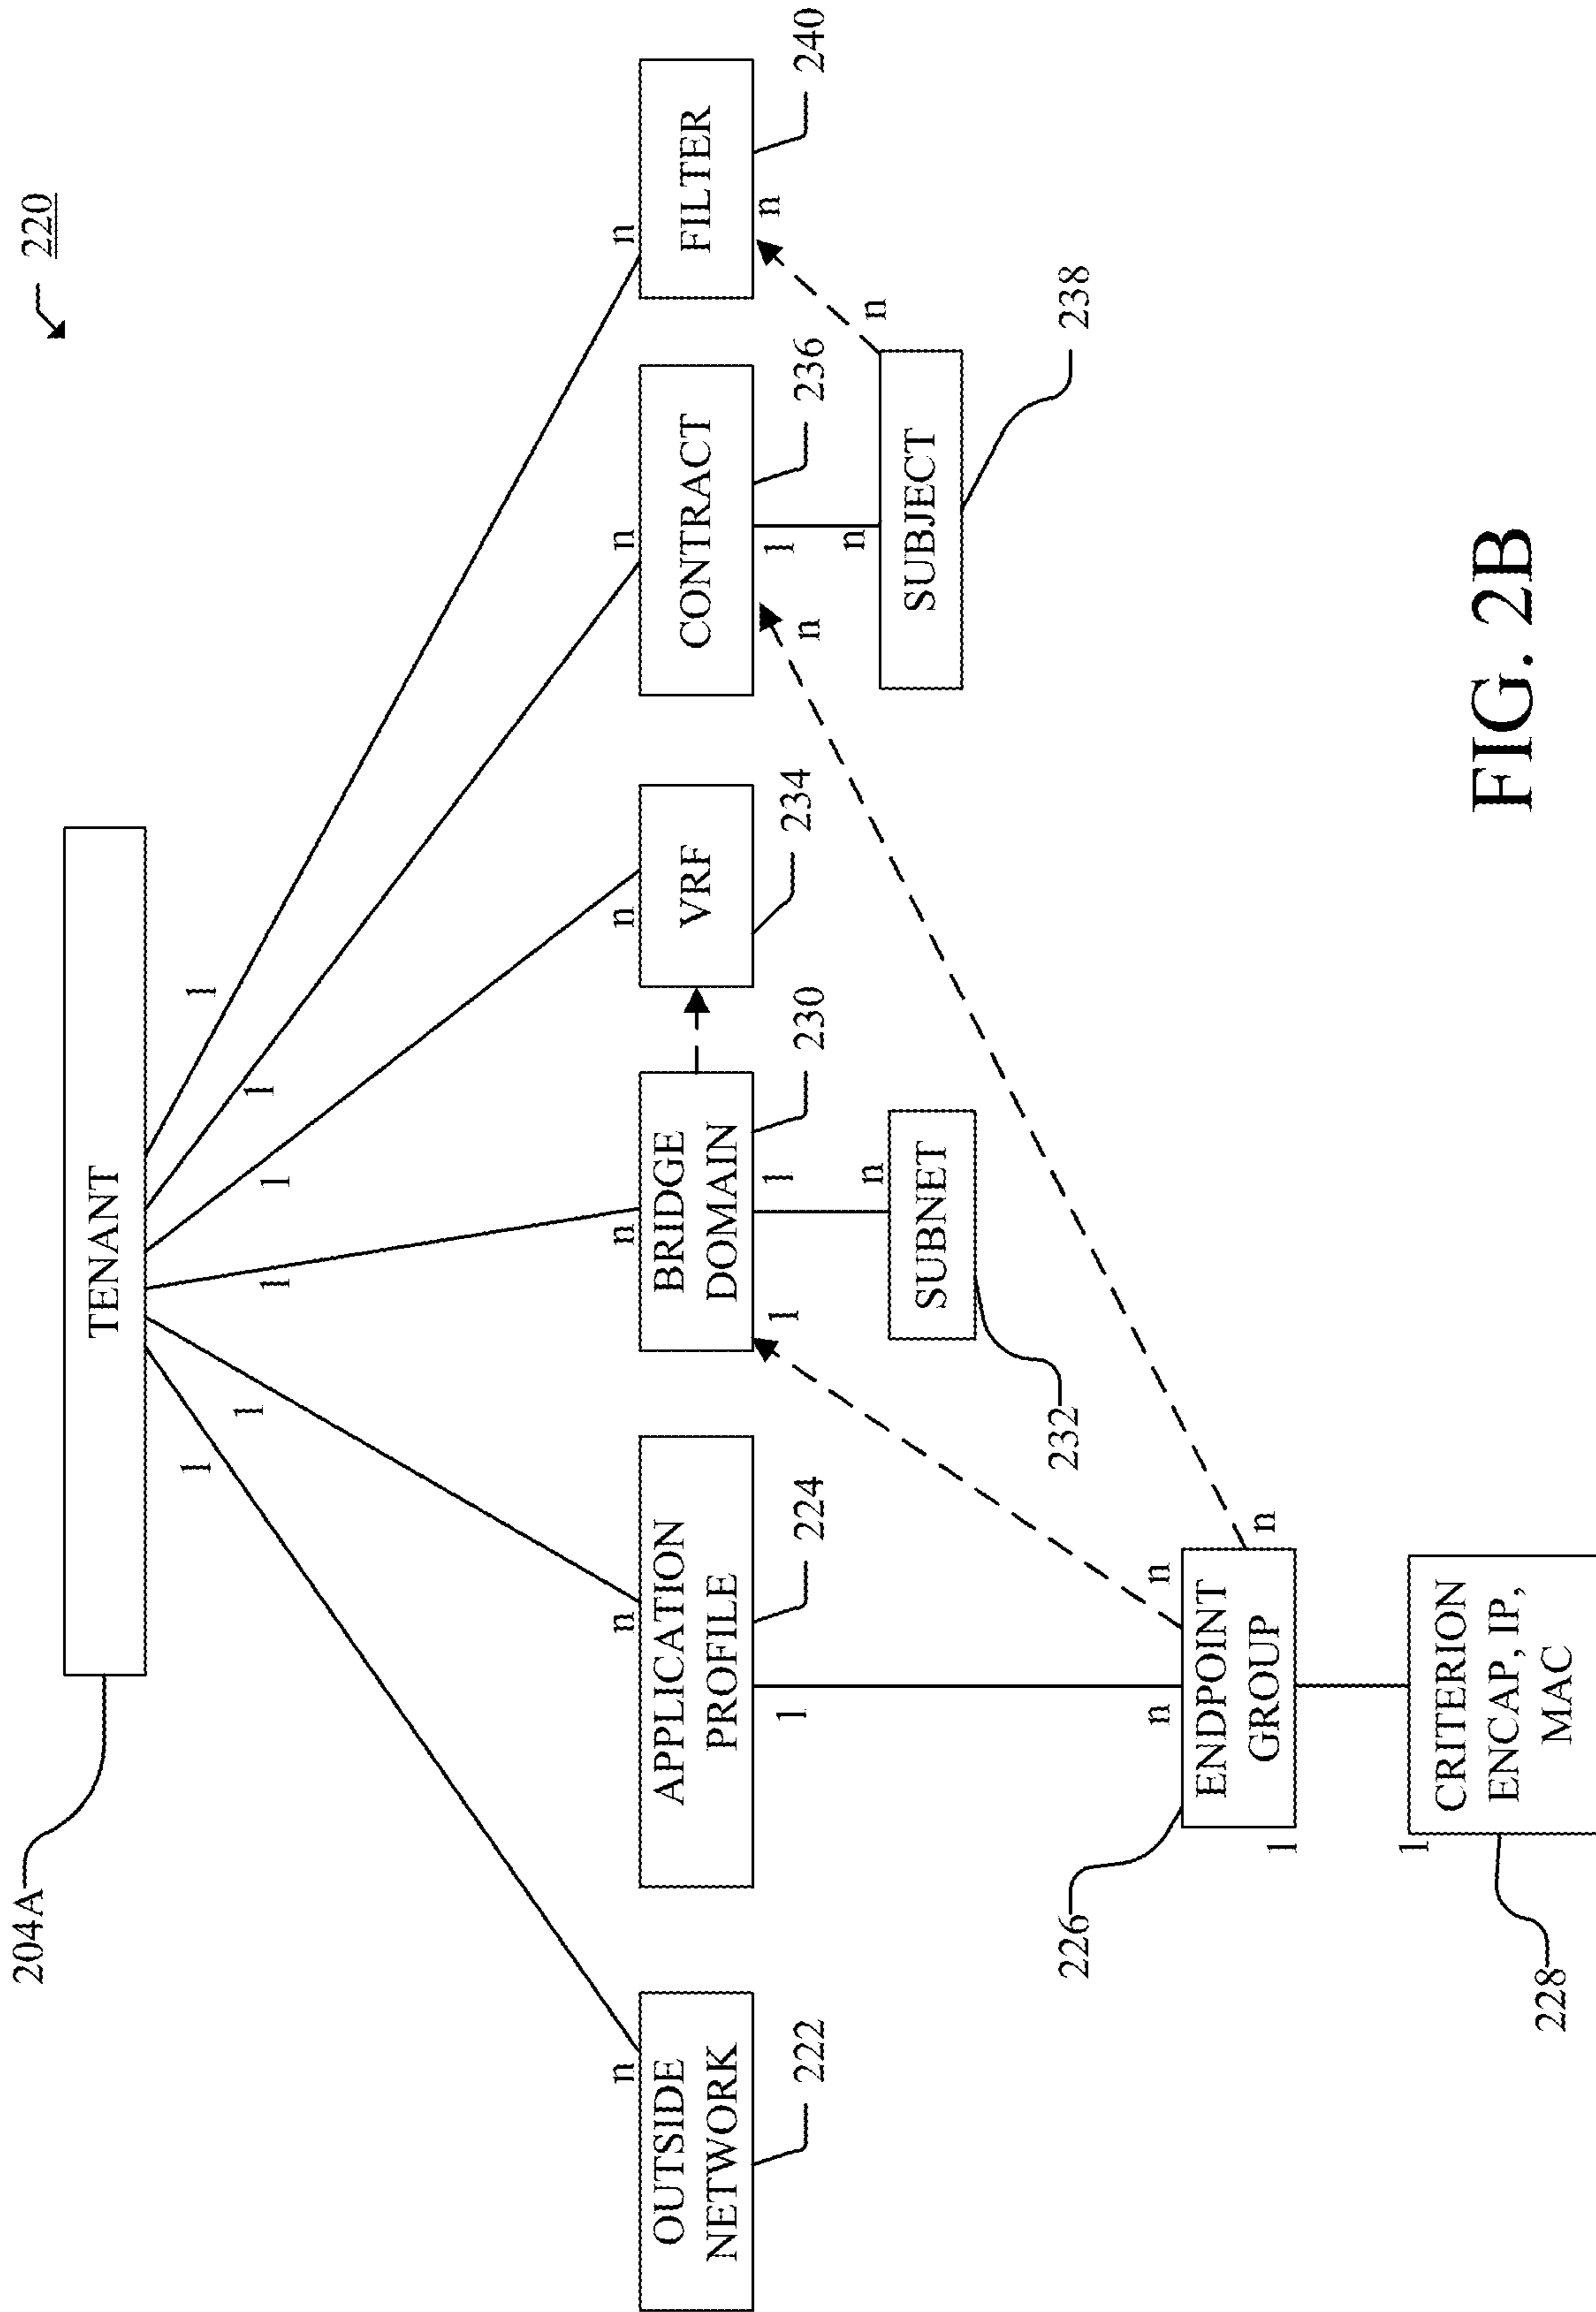 220
204A
TENANT
1
1
1
1
1
1
n
n
n
n
n
n
OUTSIDE
NETWORK
222
APPLICATION
PROFILE
224
BRIDGE
DOMAIN
230
VRF
234
CONTRACT
236
FILTER
240
1
1
1
n
1
n
n
n
n
SUBNET
232
SUBJECT
238
n
n
n
226
ENDPOINT
GROUP
1
1
CRITERION
ENCAP, IP,
MAC
228
FIG. 2B